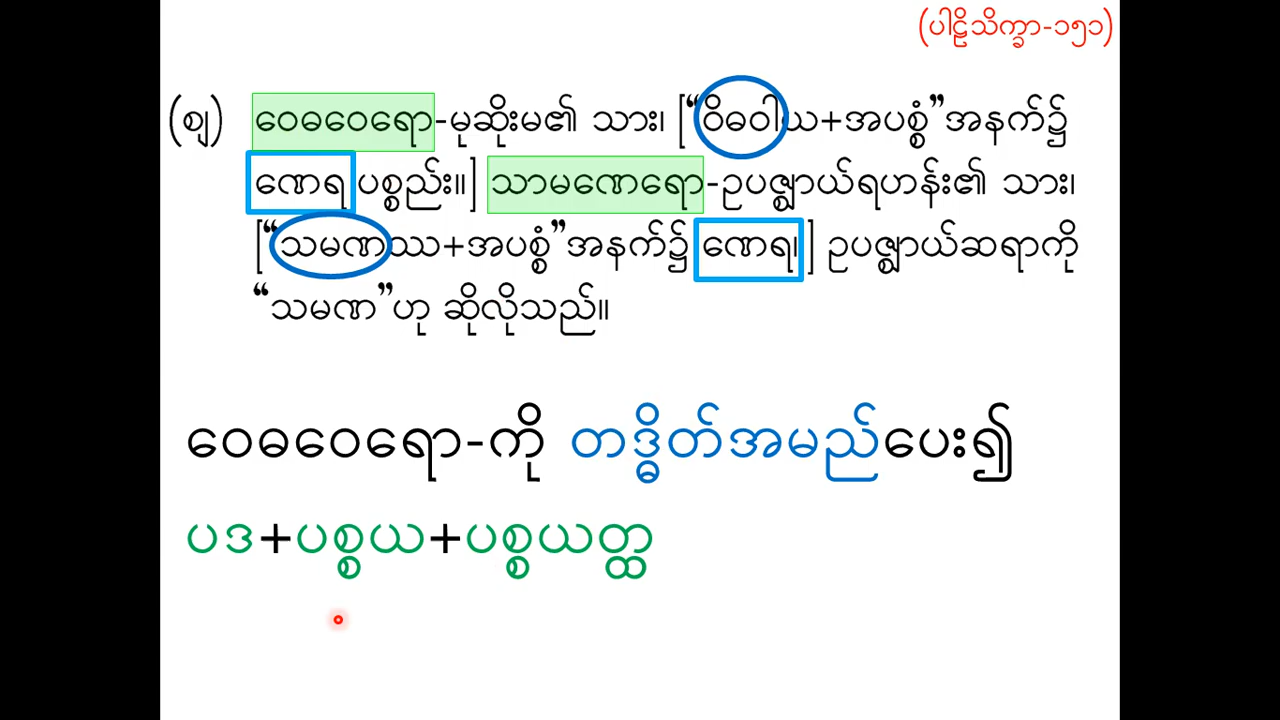 (ပါဠိသိက္ခာ-၁၅၁)
(စျ) ဝေဓဝေရော-မုဆိုးမ၏ သား၊ [“ဝိဓဝါယ+အပစ္စံ”အနက်၌
ဏေရ ပစ္စည်း။] သာမဏေရော-ဥပဇ္ဈာယ်ရဟန်း၏ သား၊
[“သမဏဿ+အပစ္စံ”အနက်၌ ဏေရ၊] ဥပဇ္ဈာယ်ဆရာကို
“သမဏ”ဟု ဆိုလိုသည်။
ဝေဓဝေရော-ကို တဒ္ဓိတ်အမည်ပေး၍
ပဒ+ပစ္စယ+ပစ္စယတ္ထ